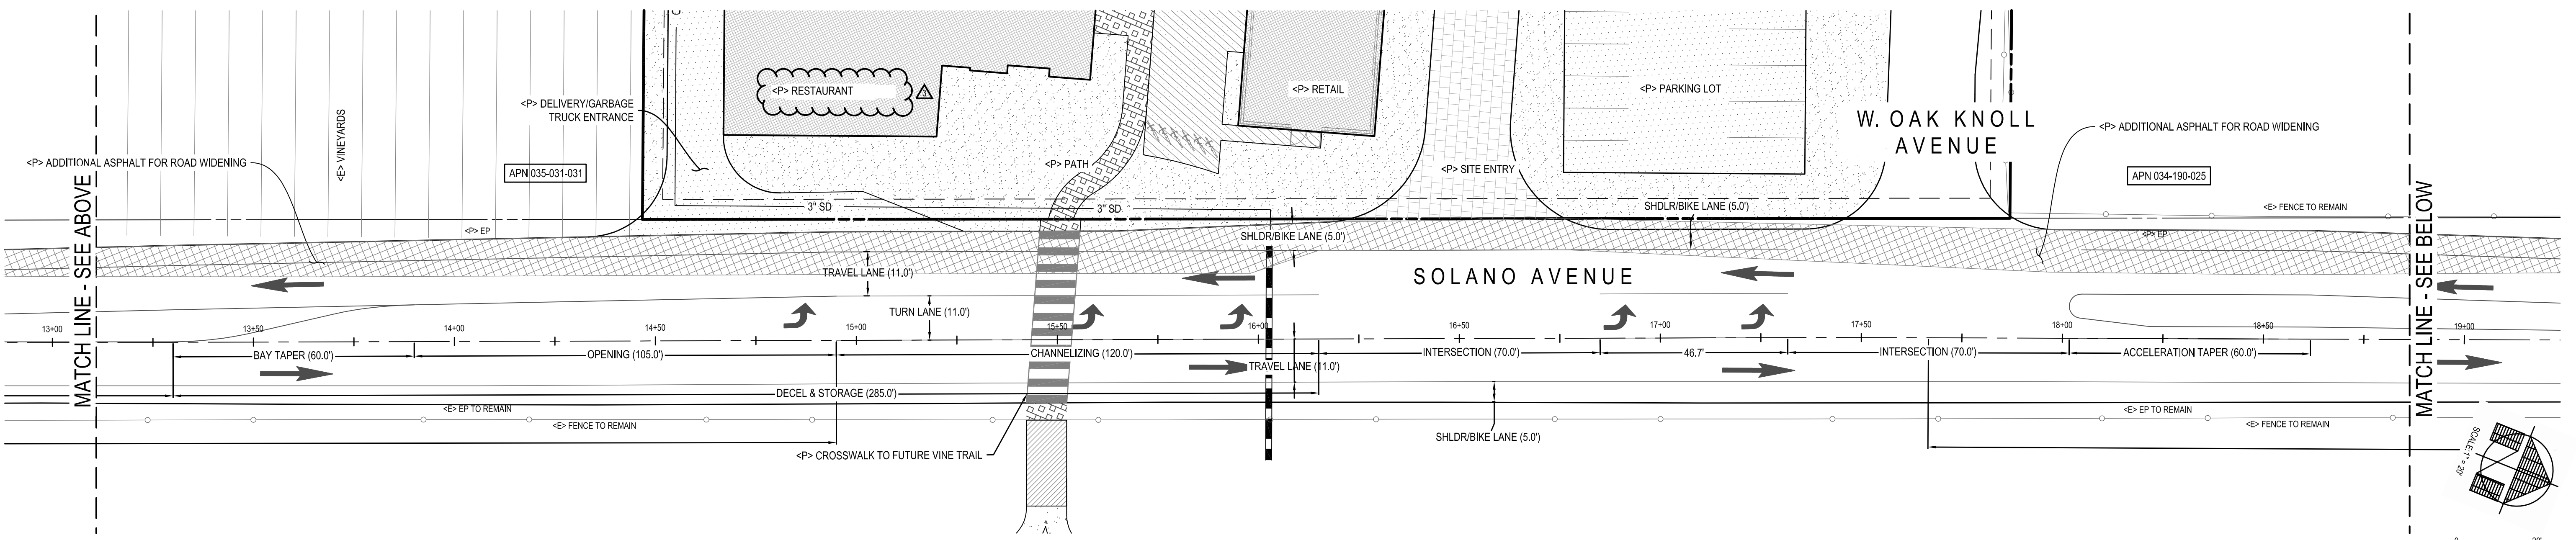 <P> RESTAURANT
3
<P> RETAIL
<P> PARKING LOT
<P> DELIVERY/GARBAGE
TRUCK ENTRANCE
<E> VINEYARDS
W. OAK KNOLL
AVENUE
<P> ADDITIONAL ASPHALT FOR ROAD WIDENING
<P> ADDITIONAL ASPHALT FOR ROAD WIDENING
<P> PATH
<P> SITE ENTRY
APN 035-031-031
APN 034-190-025
MATCH LINE - SEE ABOVE
MATCH LINE - SEE BELOW
3" SD
3" SD
SHDLR/BIKE LANE (5.0')
<E> FENCE TO REMAIN
<P> EP
SHLDR/BIKE LANE (5.0')
<P> EP
TRAVEL LANE (11.0')
SOLANO AVENUE
TURN LANE (11.0')
13+00
13+50
14+00
14+50
15+00
15+50
16+00
16+50
17+00
17+50
18+00
18+50
19+00
BAY TAPER (60.0')
OPENING (105.0')
CHANNELIZING (120.0')
INTERSECTION (70.0')
46.7'
INTERSECTION (70.0')
ACCELERATION TAPER (60.0')
TRAVEL LANE (11.0')
DECEL & STORAGE (285.0')
<E> EP TO REMAIN
<E> EP TO REMAIN
<E> FENCE TO REMAIN
<E> FENCE TO REMAIN
SHLDR/BIKE LANE (5.0')
<P> CROSSWALK TO FUTURE VINE TRAIL
SCALE: 1" = 20'